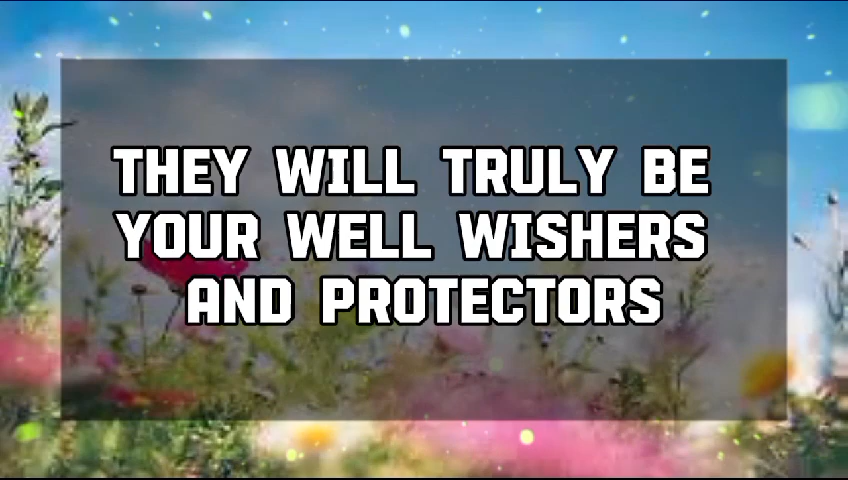 THEY WILL TRULY BE
YOUR WELL WISHERS
AND PROTECTORS